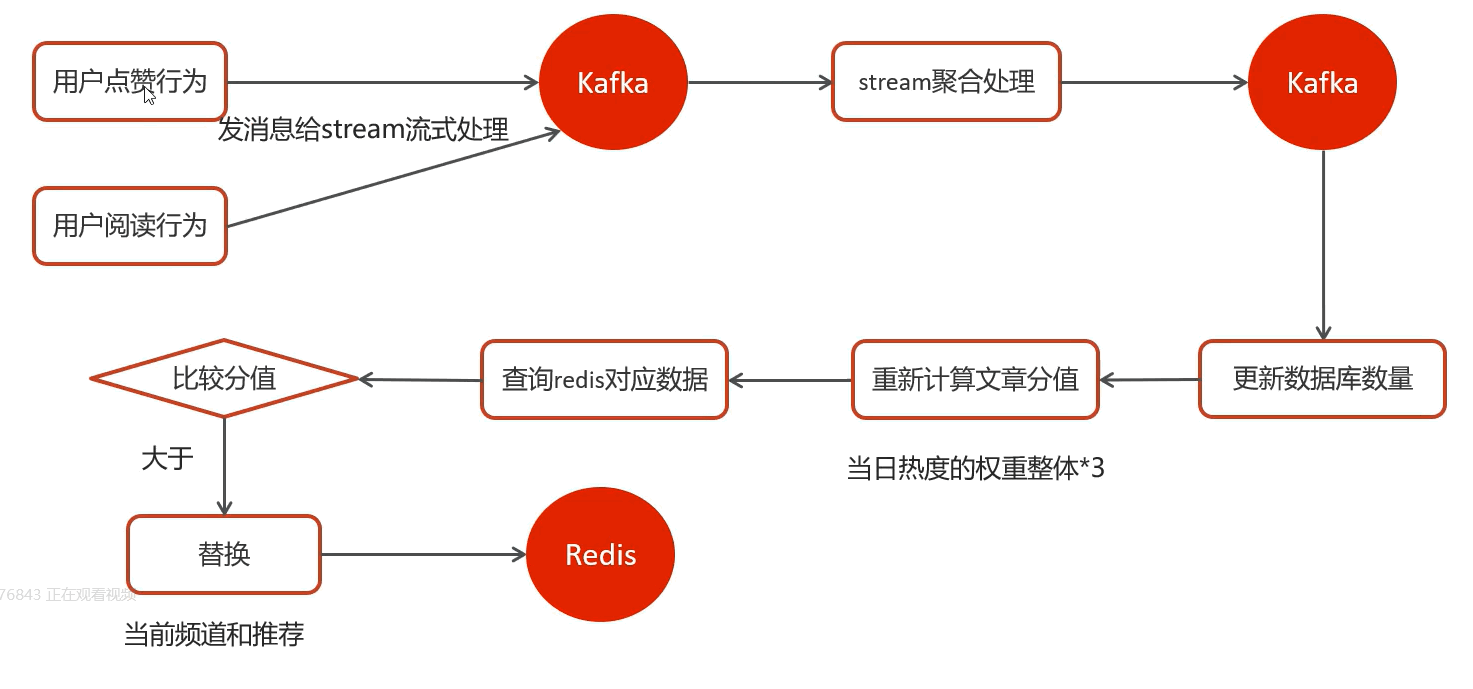 用户点赞行为
Kafka
stream聚合处理
Kafka
发消息给stream流式处理
用户阅读行为
比较分值
查询redis对应数据
重新计算文章分值
更新数据库数量
大于
当日热度的权重整体*3
替换
Redis
76843 正在观看视频
当前频道和推荐